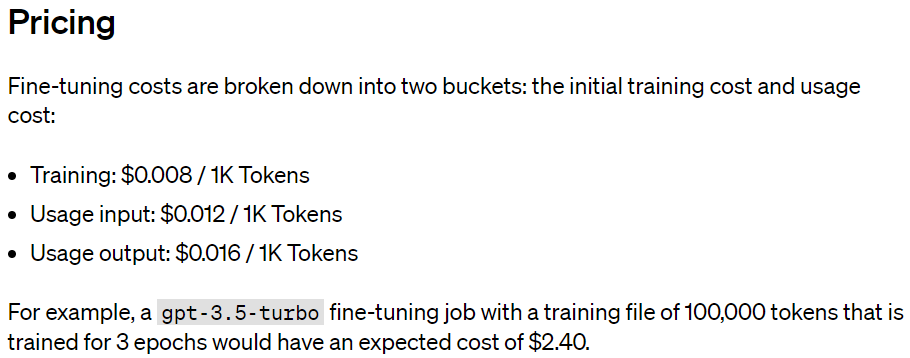 Pricing
Fine-tuning costs are broken down into two buckets: the initial training cost and usage
cost:
• Training: $0.008 / 1K Tokens
• Usage input: $0.012 / 1K Tokens
• Usage output: $0.016 / 1K Tokens
For example, a gpt-3.5-turbo fine-tuning job with a training file of 100,000 tokens that is
trained for 3 epochs would have an expected cost of $2.40.